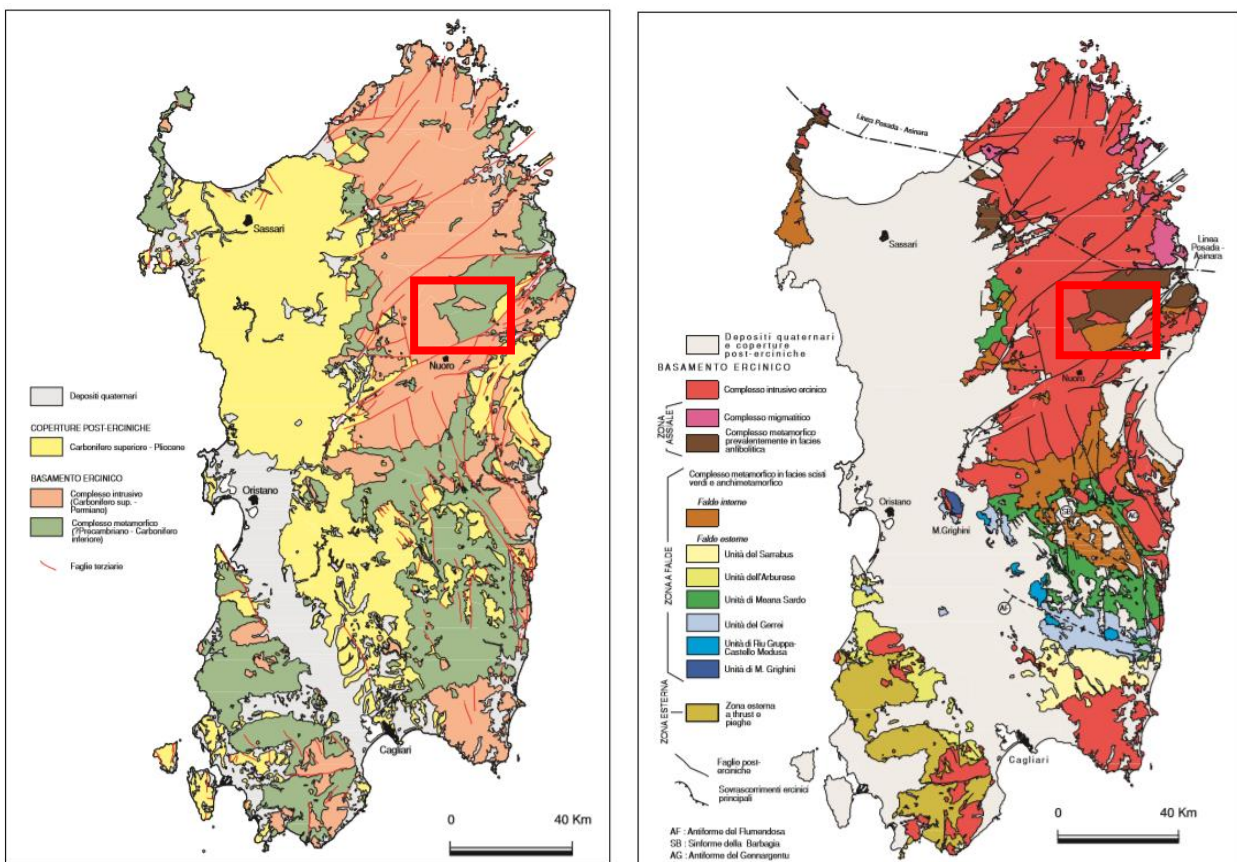 Sassari
Nuoro
Depositi quaternari
COPERTURE POST-ERCINICHE
Carbonifero superiore - Pliocene
BASAMENTO ERCINICO
Complesso intrusivo
(Carbonifero sup. -
Permiano)
Complesso metamorfico
(?Precambriano - Carbonifero
inferiore)
Faglie terziarie
Oristano
Cagliari
0 40 Km
Linea Posada - Asinara
Sassari
Linea
Posada -
Asinara
Nuoro
Depositi quaternari
e coperture
post-erciniche
BASAMENTO ERCINICO
Complesso intrusivo ercinico
ZONA
ASSIALE
Complesso migmatitico
Complesso metamorfico
prevalentemente in facies
anfibolitica
Complesso metamorfico in facies scisti
verdi e anchimetamorfico
ZONA A FALDE
Falde interne
Falde esterne
Unità del Sarrabus
Unità dell'Arburese
Unità di Meana Sardo
Unità del Gerrei
Unità di Riu Gruppa-
Castello Medusa
Unità di M. Grighini
ZONA ESTERNA
Zona esterna
a thrust e
pieghe
Faglie post-
erciniche
Sovrascorrimenti ercinici
principali
AF : Antiforme del Flumendosa
SB : Sinforme della Barbagia
AG : Antiforme del Gennargentu
Oristano
M.Grighini
SB
AG
AF
Cagliari
0 40 Km